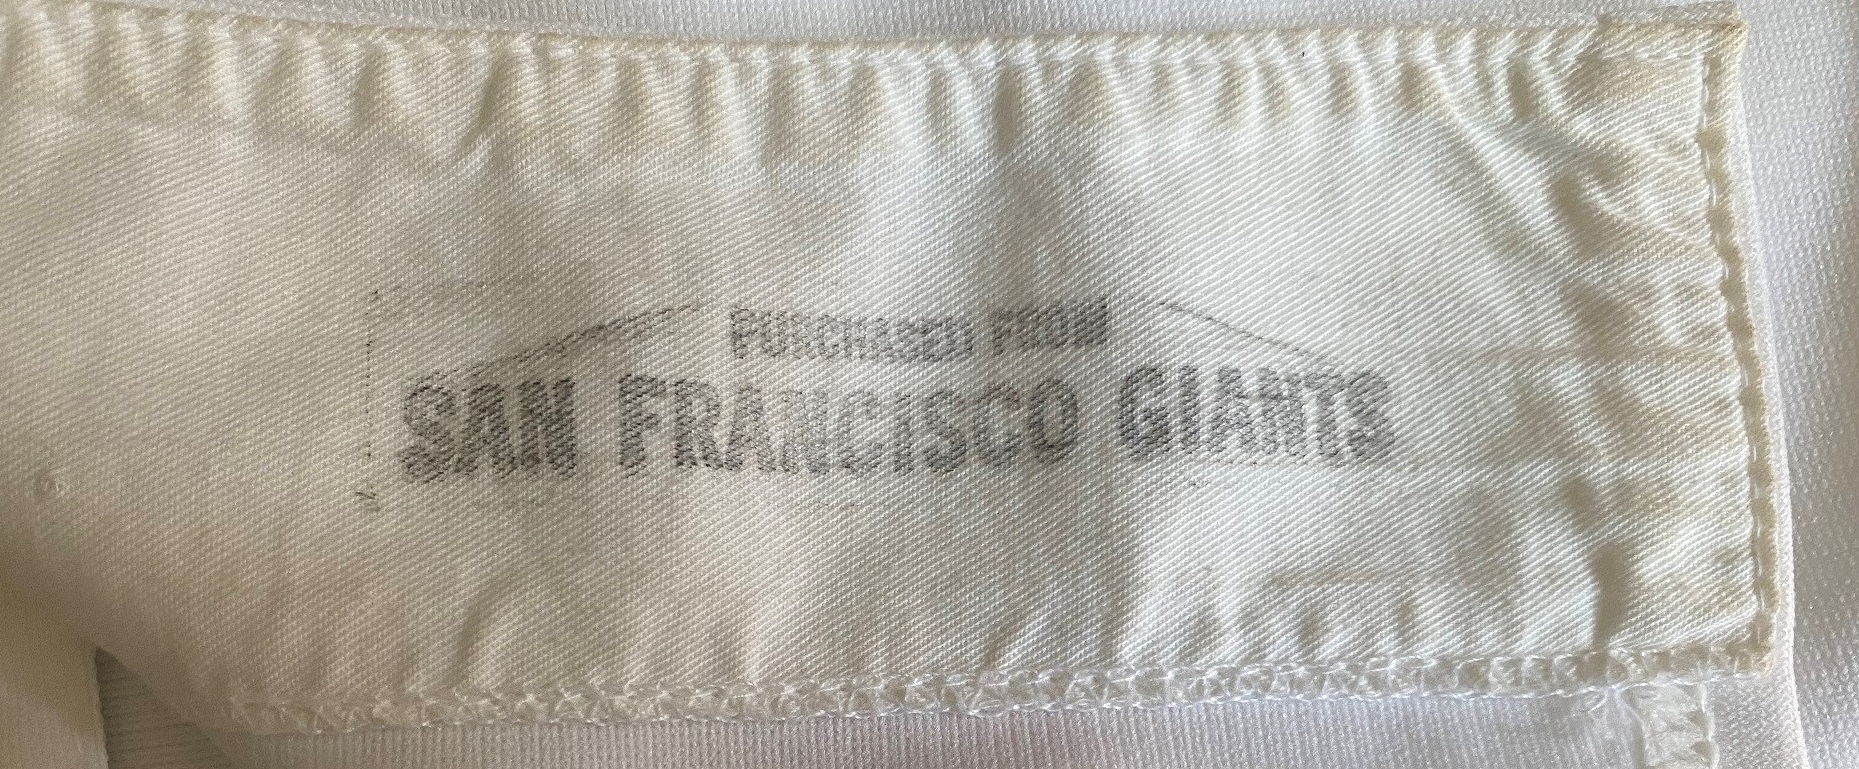 PURCHASED FROM
SAN FRANCISCO GIANTS